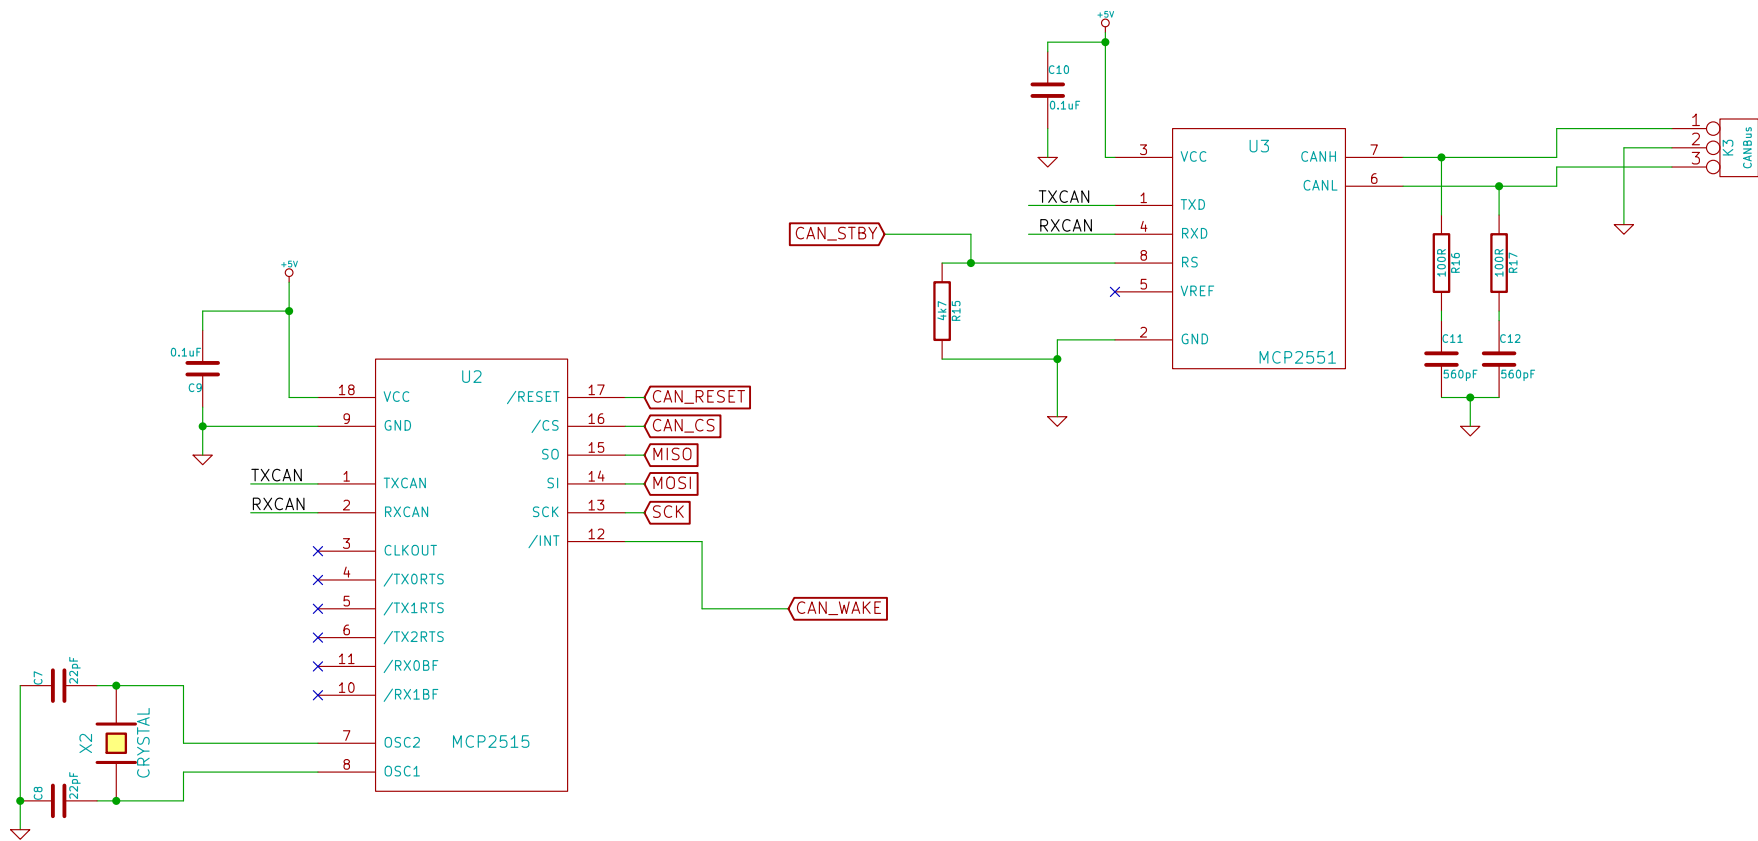 +5V
C10
0.1uF
U3
3
VCC
CANH
7
6
CANL
TXCAN
1
TXD
RXCAN
4
RXD
8
RS
5
VREF
2
GND
MCP2551
1
2
3
K3
CANBus
CAN_STBY
4k7
R15
100R
R16
100R
R17
C11
560pF
C12
560pF
+5V
0.1uF
C9
U2
18
VCC
9
GND
TXCAN
1
TXCAN
RXCAN
2
RXCAN
3
CLKOUT
4
/TX0RTS
5
/TX1RTS
6
/TX2RTS
11
/RX0BF
10
/RX1BF
7
OSC2
8
OSC1
MCP2515
/RESET
17
CAN_RESET
/CS
16
CAN_CS
SO
15
MISO
SI
14
MOSI
SCK
13
SCK
/INT
12
CAN_WAKE
C7
22pF
X2
CRYSTAL
C8
22pF